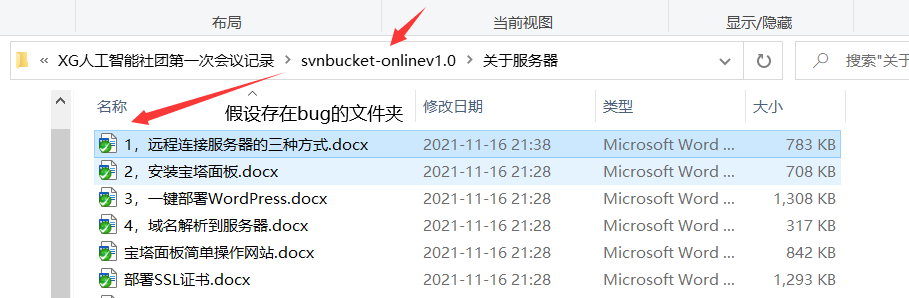 布局 当前视图 显示/隐藏
« XG人工智能社团第一次会议记录 > svnbucket-onlinev1.0 > 关于服务器 搜索"关于
名称 修改日期 类型 大小
假设存在bug的文件夹
1，远程连接服务器的三种方式.docx 2021-11-16 21:38 Microsoft Word ... 783 KB
2，安装宝塔面板.docx 2021-11-16 21:28 Microsoft Word ... 708 KB
3，一键部署WordPress.docx 2021-11-16 21:28 Microsoft Word ... 1,308 KB
4，域名解析到服务器.docx 2021-11-16 21:28 Microsoft Word ... 317 KB
宝塔面板简单操作网站.docx 2021-11-16 21:28 Microsoft Word ... 842 KB
部署SSL证书.docx 2021-11-16 21:28 Microsoft Word ... 1,293 KB